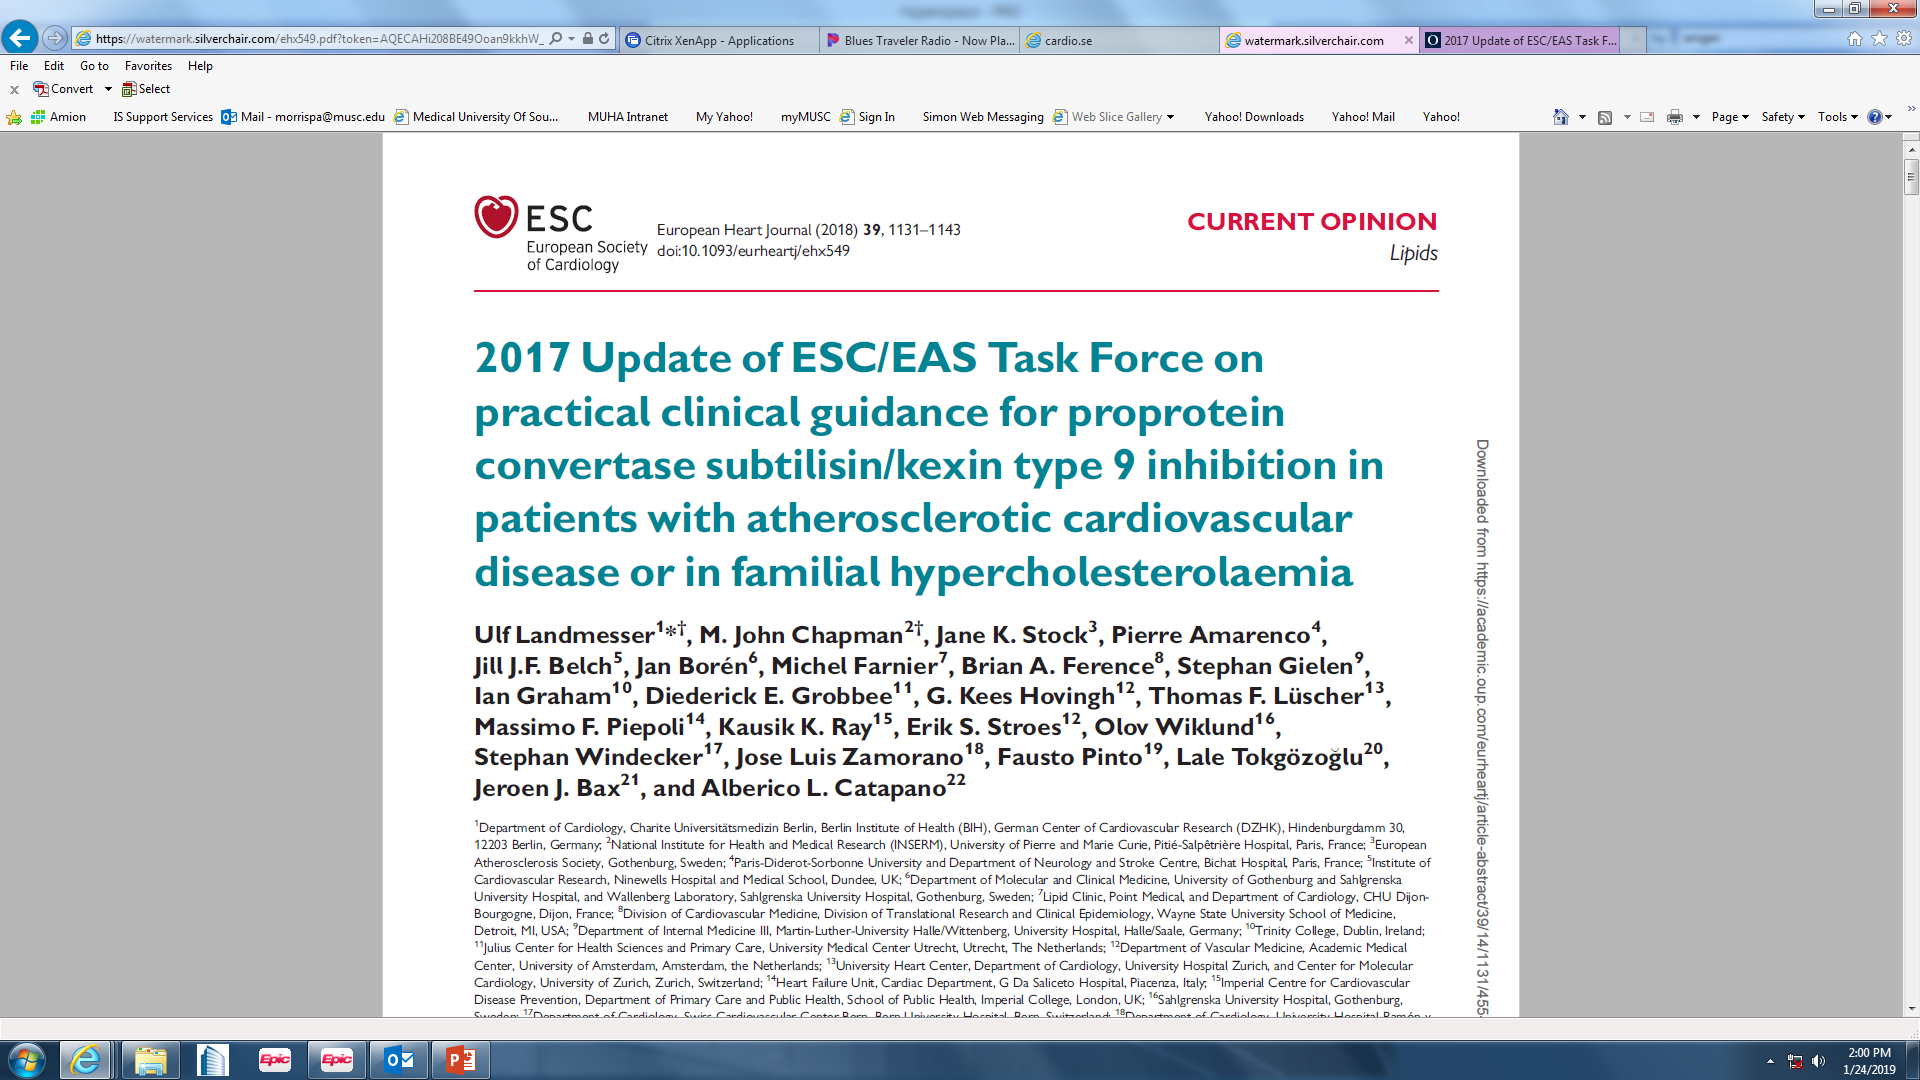 https://watermark.silverchair.com/ehx549.pdf?token=AQECAHi208BE49Ooan9kkhW_
Citrix XenApp - Applications
Blues Traveler Radio - Now Pla...
cardio.se
watermark.silverchair.com
2017 Update of ESC/EAS Task F...
File Edit Go to Favorites Help
x Convert Select
Amion IS Support Services Mail - morrispa@musc.edu Medical University Of Sou... MUHA Intranet My Yahoo! myMUSC Sign In Simon Web Messaging Web Slice Gallery Yahoo! Downloads Yahoo! Mail Yahoo! Page Safety Tools
ESC
European Society
of Cardiology
European Heart Journal (2018) 39, 1131–1143
doi:10.1093/eurheartj/ehx549
CURRENT OPINION
Lipids
2017 Update of ESC/EAS Task Force on
practical clinical guidance for proprotein
convertase subtilisin/kexin type 9 inhibition in
patients with atherosclerotic cardiovascular
disease or in familial hypercholesterolaemia
Ulf Landmesser1*†, M. John Chapman2†, Jane K. Stock3, Pierre Amarenco4,
Jill J.F. Belch5, Jan Borén6, Michel Farnier7, Brian A. Ference8, Stephan Gielen9,
Ian Graham10, Diederick E. Grobbee11, G. Kees Hovingh12, Thomas F. Lüscher13,
Massimo F. Piepoli14, Kausik K. Ray15, Erik S. Stroes12, Olov Wiklund16,
Stephan Windecker17, Jose Luis Zamorano18, Fausto Pinto19, Lale Tokgözoğlu20,
Jeroen J. Bax21, and Alberico L. Catapano22
1Department of Cardiology, Charite Universitätsmedizin Berlin, Berlin Institute of Health (BIH), German Center of Cardiovascular Research (DZHK), Hindenburgdamm 30,
12203 Berlin, Germany; 2National Institute for Health and Medical Research (INSERM), University of Pierre and Marie Curie, Pitié-Salpêtrière Hospital, Paris, France; 3European
Atherosclerosis Society, Gothenburg, Sweden; 4Paris-Diderot-Sorbonne University and Department of Neurology and Stroke Centre, Bichat Hospital, Paris, France; 5Institute of
Cardiovascular Research, Ninewells Hospital and Medical School, Dundee, UK; 6Department of Molecular and Clinical Medicine, University of Gothenburg and Sahlgrenska
University Hospital, and Wallenberg Laboratory, Sahlgrenska University Hospital, Gothenburg, Sweden; 7Lipid Clinic, Point Medical, and Department of Cardiology, CHU Dijon-
Bourgogne, Dijon, France; 8Division of Cardiovascular Medicine, Division of Translational Research and Clinical Epidemiology, Wayne State University School of Medicine,
Detroit, MI, USA; 9Department of Internal Medicine III, Martin-Luther-University Halle/Wittenberg, University Hospital, Halle/Saale, Germany; 10Trinity College, Dublin, Ireland;
11Julius Center for Health Sciences and Primary Care, University Medical Center Utrecht, Utrecht, The Netherlands; 12Department of Vascular Medicine, Academic Medical
Center, University of Amsterdam, Amsterdam, the Netherlands; 13University Heart Center, Department of Cardiology, University Hospital Zurich, and Center for Molecular
Cardiology, University of Zurich, Zurich, Switzerland; 14Heart Failure Unit, Cardiac Department, G Da Saliceto Hospital, Piacenza, Italy; 15Imperial Centre for Cardiovascular
Disease Prevention, Department of Primary Care and Public Health, School of Public Health, Imperial College, London, UK; 16Sahlgrenska University Hospital, Gothenburg,
Sweden; 17Department of Cardiology, Swiss Cardiovascular Center Bern, Bern University Hospital, Bern, Switzerland; 18Department of Cardiology, University Hospital Ramón y
Downloaded from https://academic.oup.com/eurheartj/article-abstract/39/14/1131/455
Epic
Epic
2:00 PM
1/24/2019